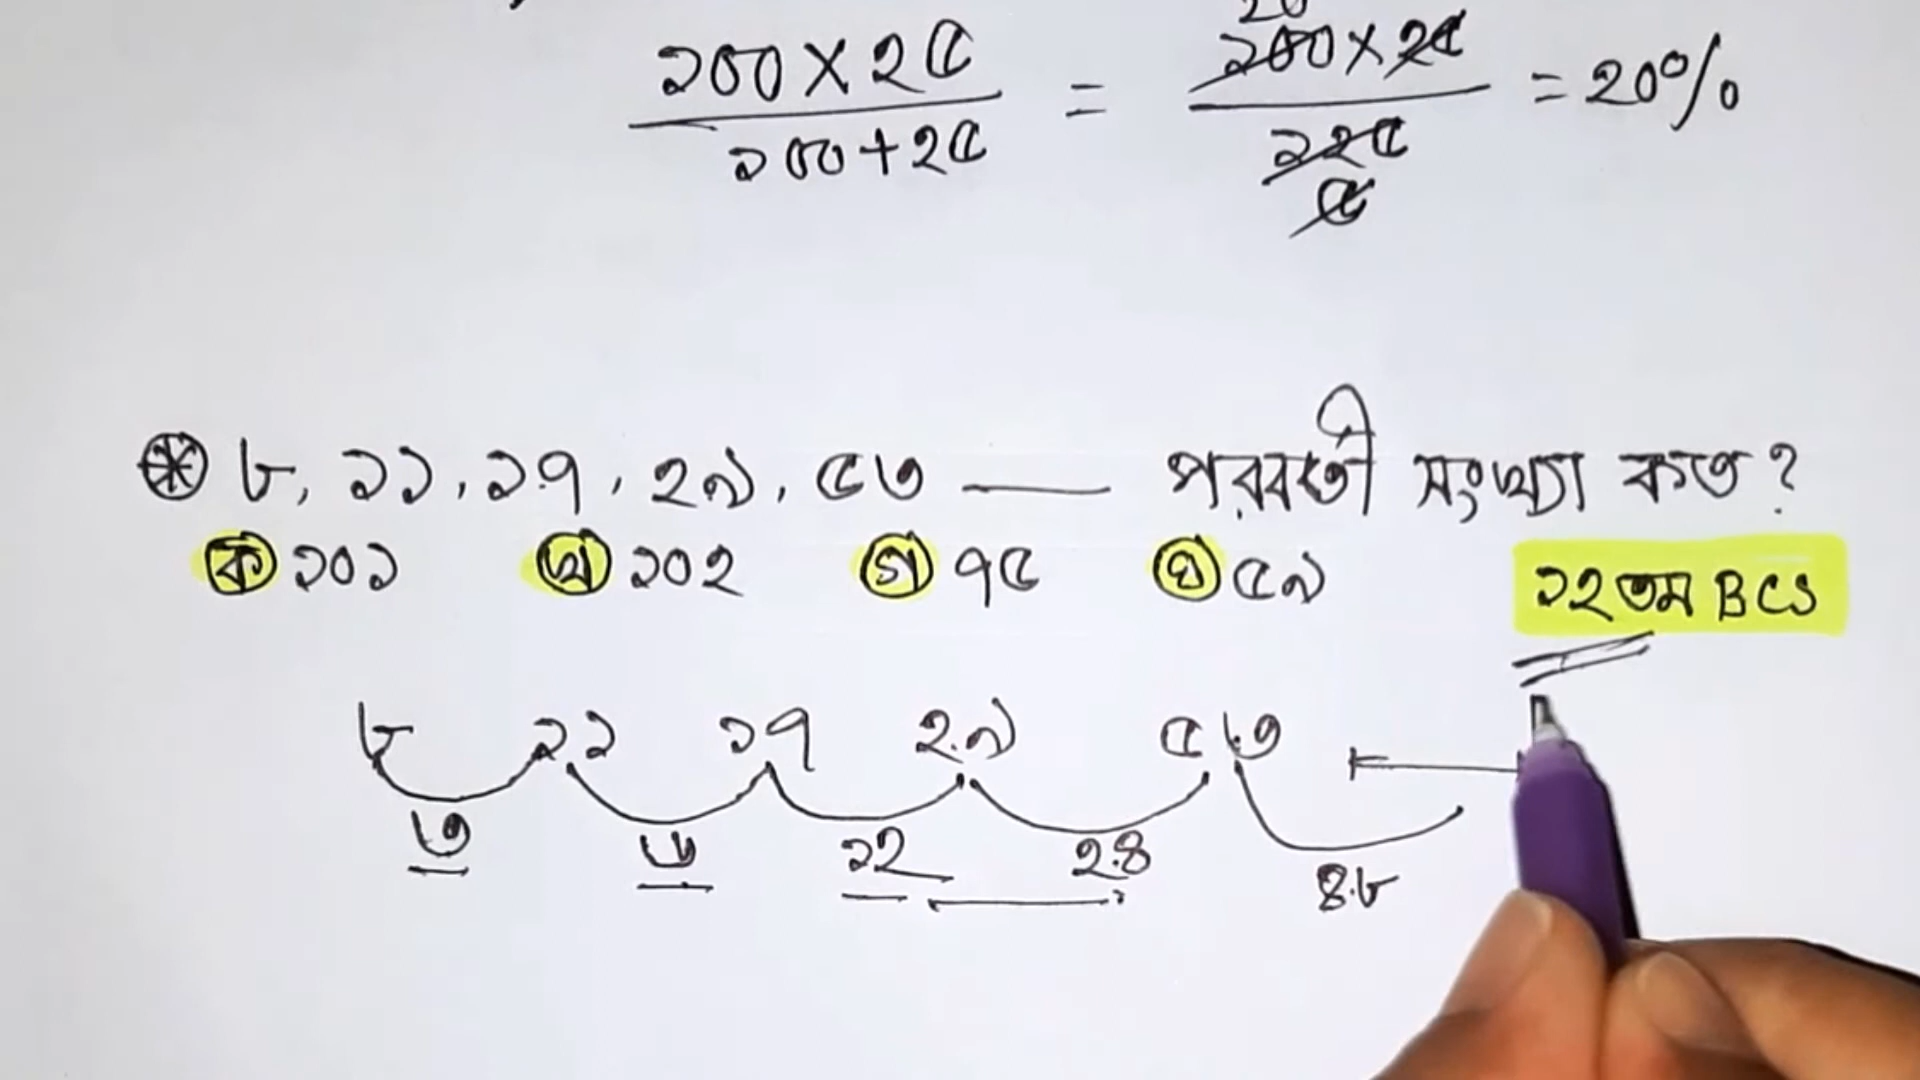 ২০
১০০×২৫ = ১০০×২৫ = ২০%
১০০+২৫ ১২৫
৫
৮, ১১, ১৭, ২৯, ৫৩ — পরবর্তী সংখ্যা কত?
ক ১০১ খ ১০২ গ ৭৫ ঘ ৫৯
১২তম BCS
৮ ১১ ১৭ ২৯ ৫৩
৩ ৬ ১২ ২৪ ৪৮